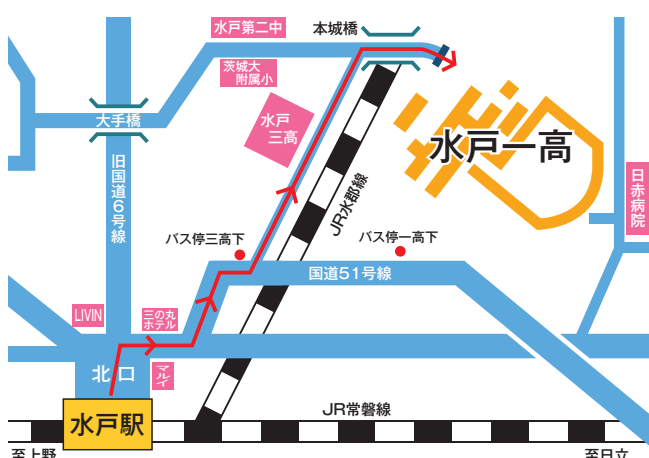 水戸第二中
本城橋
茨城大
附属小
水戸
三高
大手橋
水戸一高
旧国道6号線
JR水郡線
日赤病院
バス停三高下
バス停一高下
国道51号線
LIVIN
三の丸
ホテル
北口
マルイ
水戸駅
JR常磐線
至上野
至日立